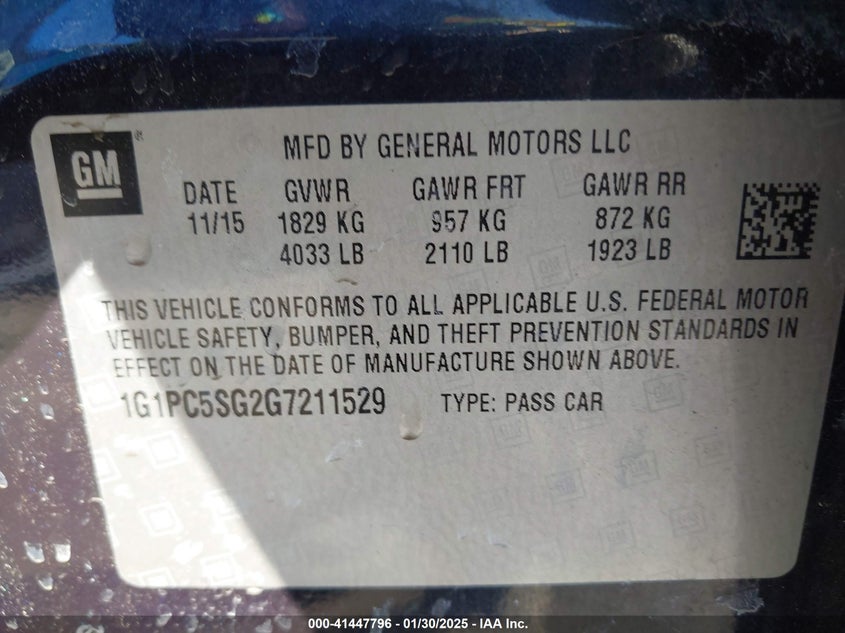 GM
MFD BY GENERAL MOTORS LLC
DATE GVWR GAWR FRT GAWR RR
11/15 1829 KG 957 KG 872 KG
4033 LB 2110 LB 1923 LB
THIS VEHICLE CONFORMS TO ALL APPLICABLE U.S. FEDERAL MOTOR
VEHICLE SAFETY, BUMPER, AND THEFT PREVENTION STANDARDS IN
EFFECT ON THE DATE OF MANUFACTURE SHOWN ABOVE.
1G1PC5SG2G7211529 TYPE: PASS CAR
000-41447796 - 01/30/2025 - IAA Inc.